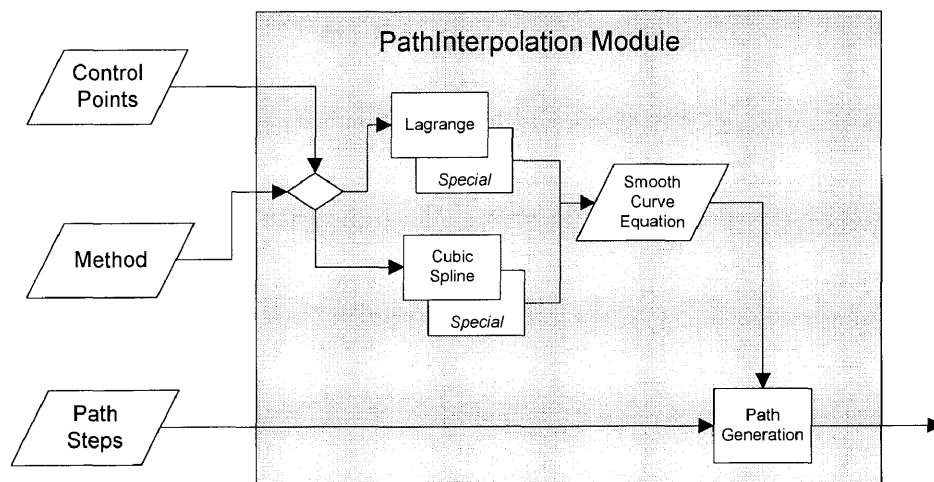 PathInterpolation Module
Control
Points
Lagrange
Special
Smooth
Curve
Equation
Method
Cubic
Spline
Special
Path
Steps
Path
Generation